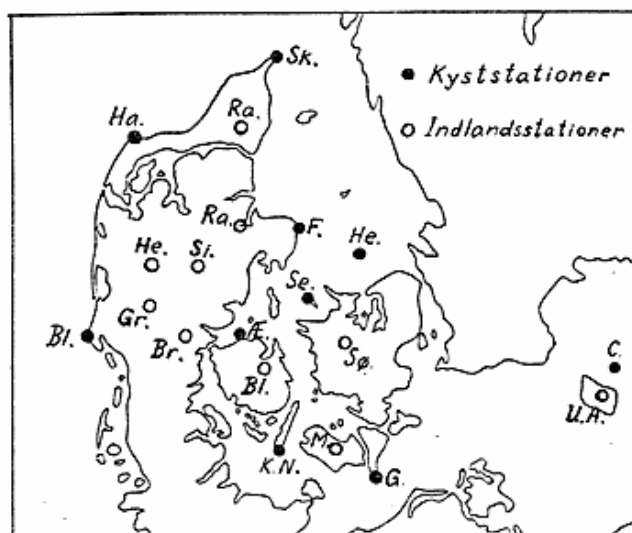 Sk.
● Kyststationer
Ha.
Ra.
○ Indlandsstationer
Ra.
F.
He.
He.
Si.
Se.
Gr.
Bl.
Br.
Æ.
Sø.
Bl.
C.
U.A.
M.
K.N.
G.